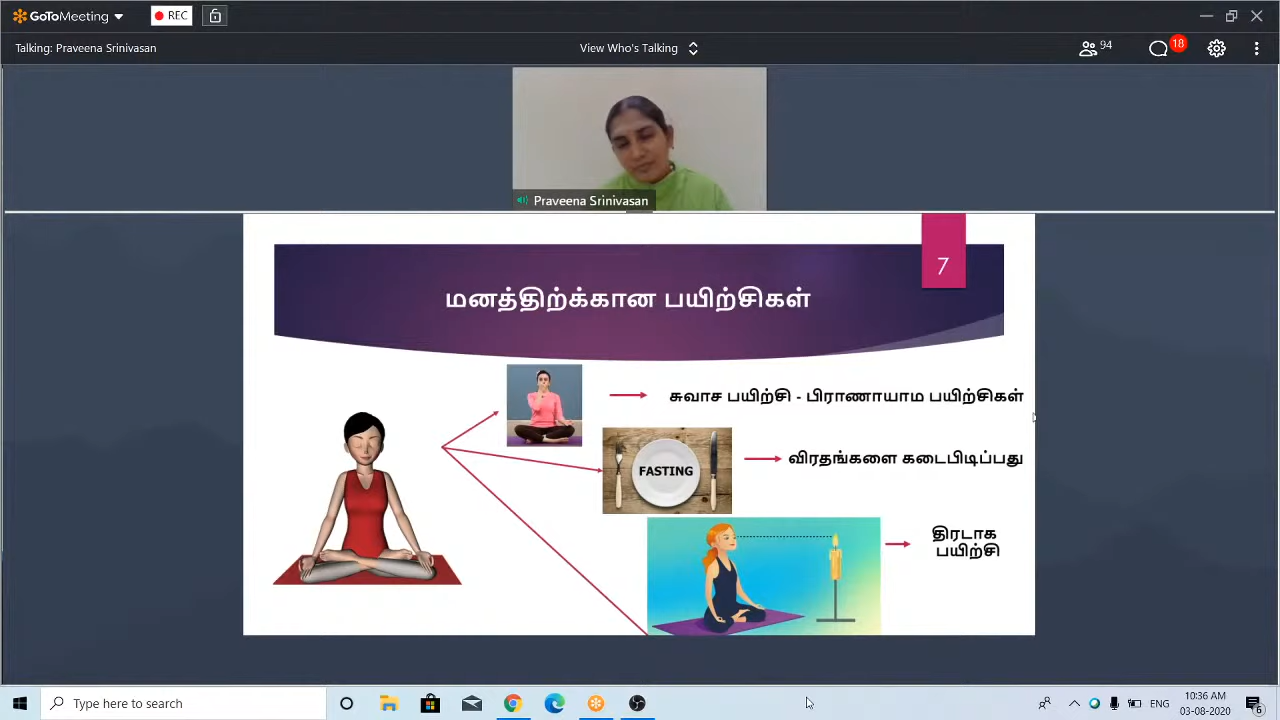 GoToMeeting
REC
Talking: Praveena Srinivasan
View Who's Talking
94
18
Praveena Srinivasan
7
மனத்திற்க்கான பயிற்சிகள்
சுவாச பயிற்சி - பிராணாயாம பயிற்சிகள்
FASTING
விரதங்களை கடைபிடிப்பது
திரடாக
பயிற்சி
Type here to search
ENG
10:36 AM
03-08-2020
6